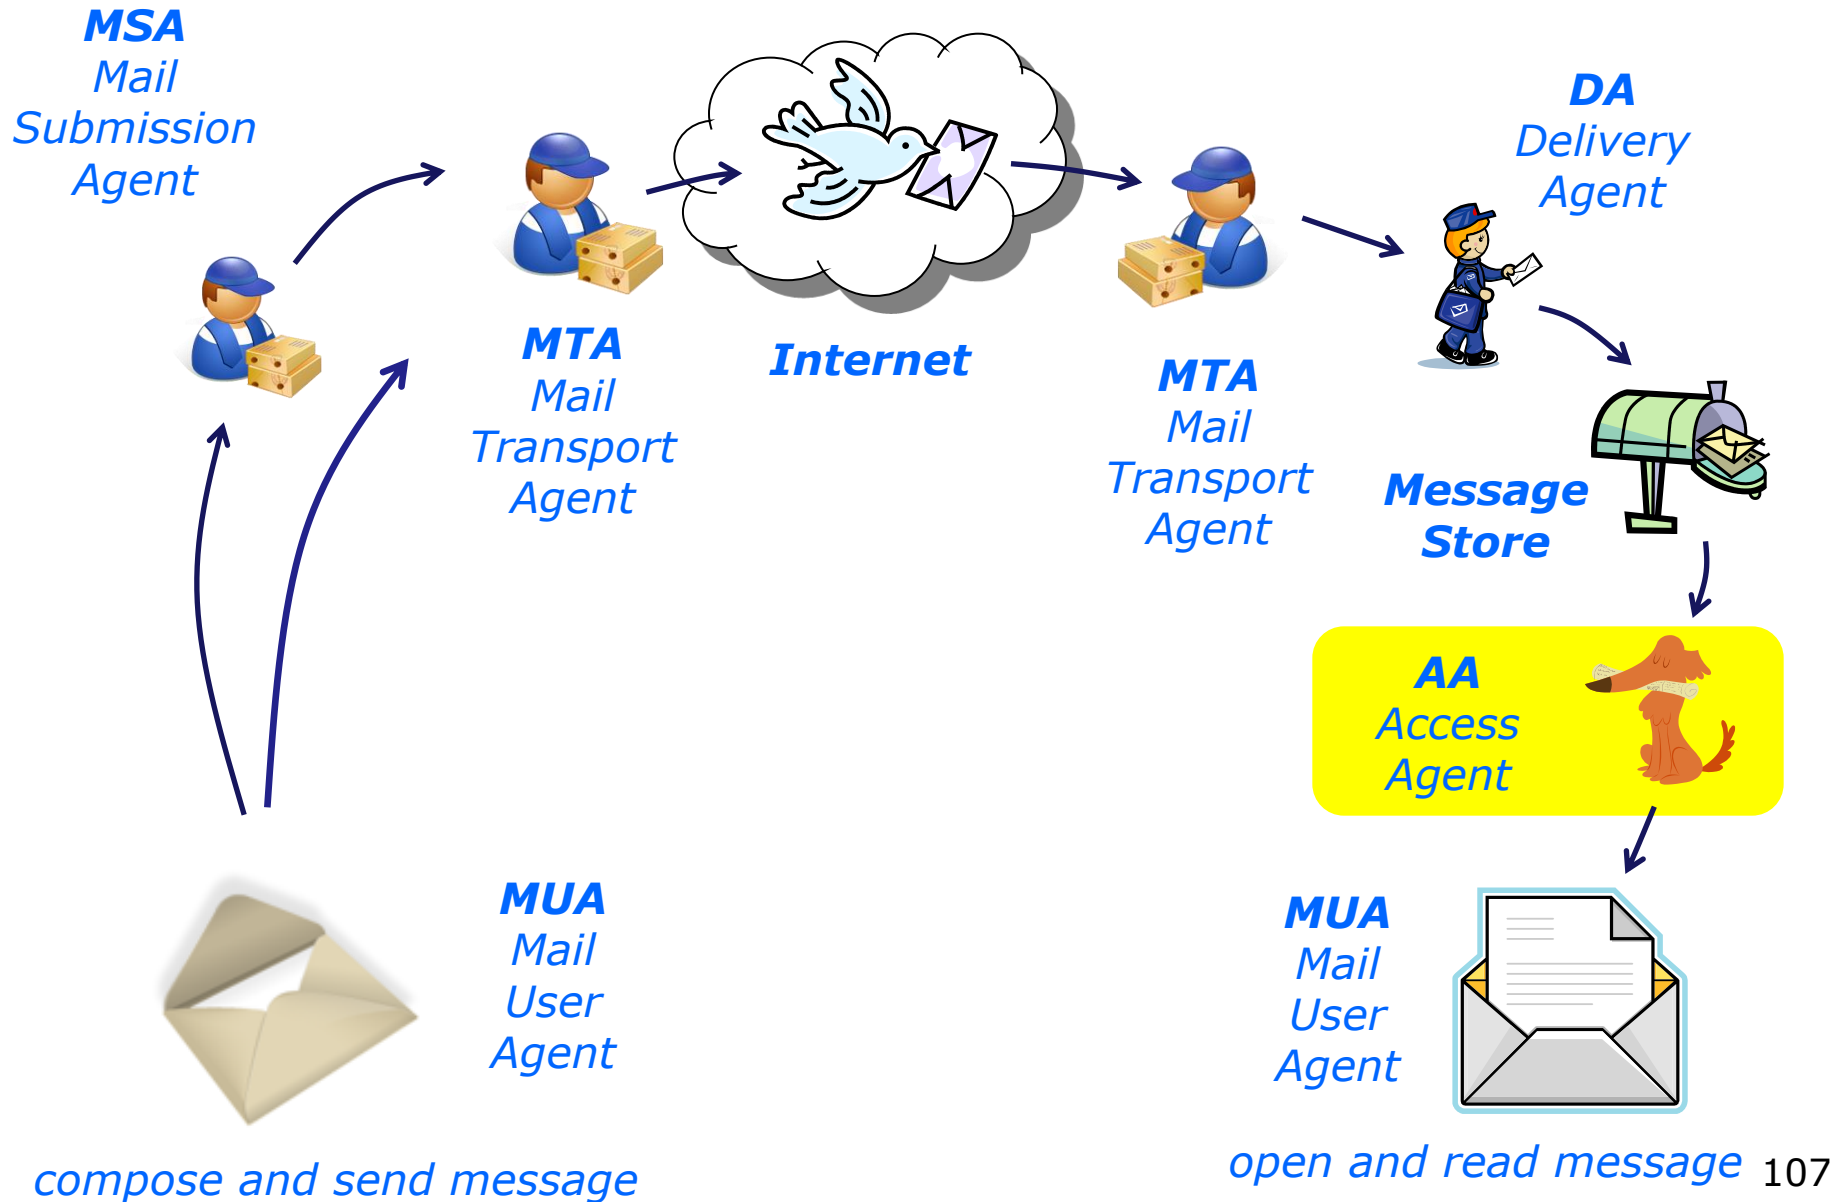 MSA
Mail
Submission
Agent
MTA
Mail
Transport
Agent
Internet
MTA
Mail
Transport
Agent
DA
Delivery
Agent
Message
Store
AA
Access
Agent
MUA
Mail
User
Agent
MUA
Mail
User
Agent
compose and send message
open and read message
107